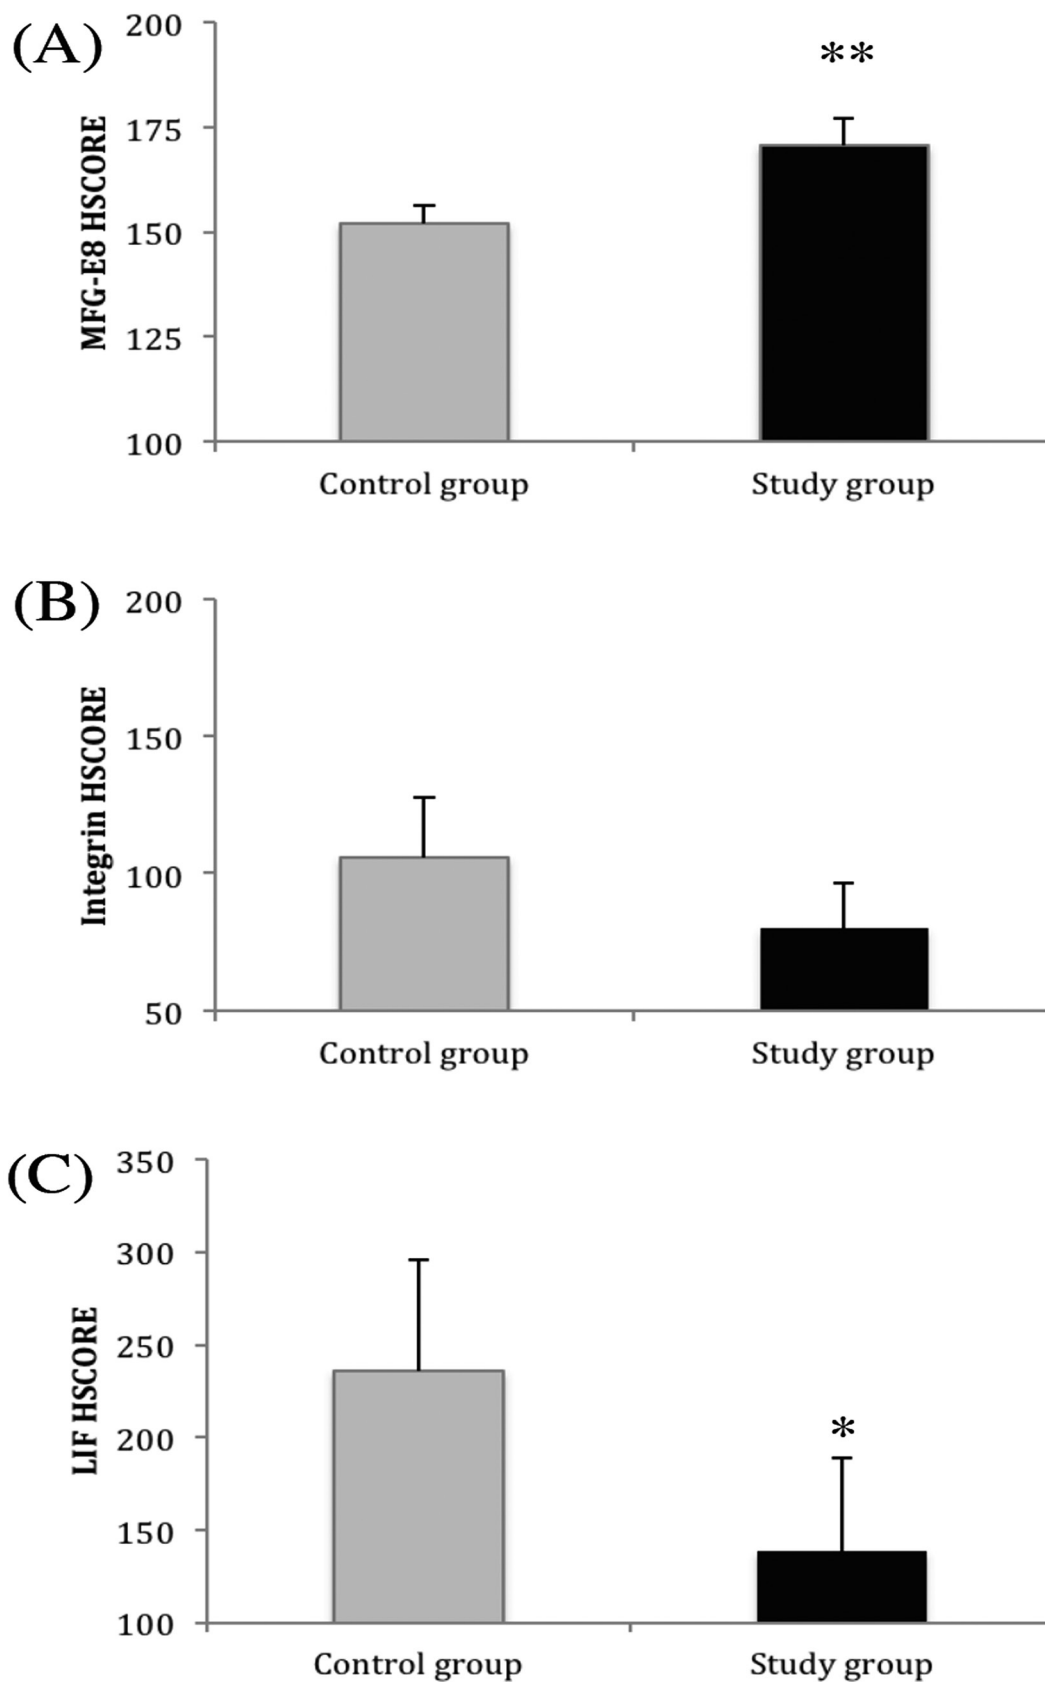 (A)
MFG-E8 HSCORE
200
175
150
125
100
**
Control group
Study group
(B)
Integrin HSCORE
200
150
100
50
Control group
Study group
(C)
LIF HSCORE
350
300
250
200
150
100
*
Control group
Study group